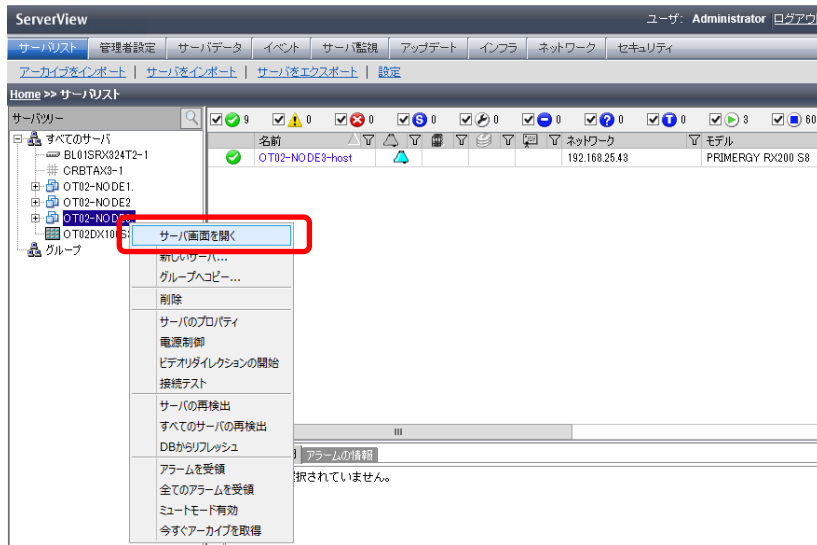 ServerView
ユーザ: Administrator | ログアウ
サーバリスト 管理者設定 サーバデータ イベント サーバ監視 アップデート インフラ ネットワーク セキュリティ
アーカイブをインポート | サーバをインポート | サーバをエクスポート | 設定
Home >> サーバリスト
サーバツリー
9 0 0 0 0 0 0 0 3 60
名前 ネットワーク モデル
OT02-NODE3-host 192.168.25.43 PRIMERGY RX200 S8
すべてのサーバ
BL01SRX324T2-1
CRBTAX3-1
OT02-NODE1.
OT02-NODE2
サーバ画面を開く
新しいサーバ...
グループ
グループへコピー...
削除
サーバのプロパティ
電源制御
ビデオリダイレクションの開始
接続テスト
サーバの再検出
すべてのサーバの再検出
DBからリフレッシュ
アラームを受領
全てのアラームを受領
ミュートモード有効
今すぐアーカイブを取得
アラームの情報
択されていません。